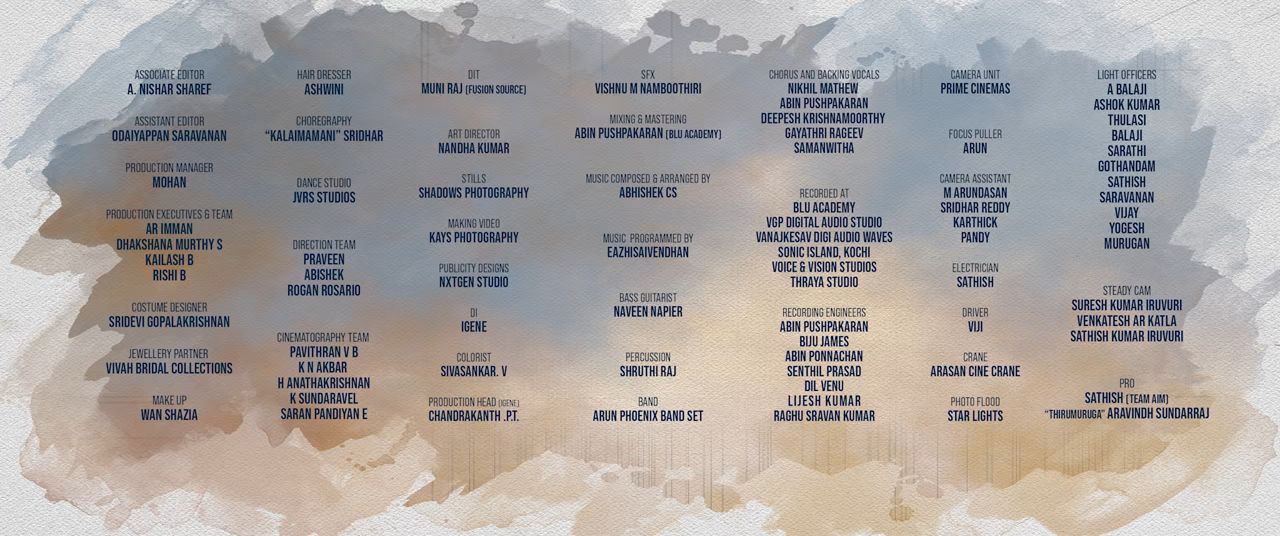 ASSOCIATE EDITOR
A. NISHAR SHAREF
ASSISTANT EDITOR
ODAIYAPPAN SARAVANAN
PRODUCTION MANAGER
MOHAN
PRODUCTION EXECUTIVES & TEAM
AR IMMAN
DHAKSHANA MURTHY S
KAILASH B
RISHI B
COSTUME DESIGNER
SRIDEVI GOPALAKRISHNAN
JEWELLERY PARTNER
VIVAH BRIDAL COLLECTIONS
MAKE UP
WAN SHAZIA
HAIR DRESSER
ASHWINI
CHOREGRAPHY
“KALAIMAMANI” SRIDHAR
DANCE STUDIO
JVRS STUDIOS
DIRECTION TEAM
PRAVEEN
ABISHEK
ROGAN ROSARIO
CINEMATOGRAPHY TEAM
PAVITHRAN V B
K N AKBAR
H ANATHAKRISHNAN
K SUNDARAVEL
SARAN PANDIYAN E
DIT
MUNI RAJ (FUSION SOURCE)
ART DIRECTOR
NANDHA KUMAR
STILLS
SHADOWS PHOTOGRAPHY
MAKING VIDEO
KAYS PHOTOGRAPHY
PUBLICITY DESIGNS
NXTGEN STUDIO
DI
IGENE
COLORIST
SIVASANKAR. V
PRODUCTION HEAD (IGENE)
CHANDRAKANTH .P.T.
SFX
VISHNU M NAMBOOTHIRI
MIXING & MASTERING
ABIN PUSHPAKARAN (BLU ACADEMY)
MUSIC COMPOSED & ARRANGED BY
ABHISHEK CS
MUSIC PROGRAMMED BY
EAZHISAIVENDHAN
BASS GUITARIST
NAVEEN NAPIER
PERCUSSION
SHRUTHI RAJ
BAND
ARUN PHOENIX BAND SET
CHORUS AND BACKING VOCALS
NIKHIL MATHEW
ABIN PUSHPAKARAN
DEEPESH KRISHNAMOORTHY
GAYATHRI RAGEEV
SAMANWITHA
RECORDED AT
BLU ACADEMY
VGP DIGITAL AUDIO STUDIO
VANAJKESAV DIGI AUDIO WAVES
SONIC ISLAND, KOCHI
VOICE & VISION STUDIOS
THRAYA STUDIO
RECORDING ENGINEERS
ABIN PUSHPAKARAN
BIJU JAMES
ABIN PONNACHAN
SENTHIL PRASAD
DIL VENU
LIJESH KUMAR
RAGHU SRAVAN KUMAR
CAMERA UNIT
PRIME CINEMAS
FOCUS PULLER
ARUN
CAMERA ASSISTANT
M ARUNDASAN
SRIDHAR REDDY
KARTHICK
PANDY
ELECTRICIAN
SATHISH
DRIVER
VIJI
CRANE
ARASAN CINE CRANE
PHOTO FLOOD
STAR LIGHTS
LIGHT OFFICERS
A BALAJI
ASHOK KUMAR
THULASI
BALAJI
SARATHI
GOTHANDAM
SATHISH
SARAVANAN
VIJAY
YOGESH
MURUGAN
STEADY CAM
SURESH KUMAR IRUVURI
VENKATESH AR KATLA
SATHISH KUMAR IRUVURI
PRO
SATHISH (TEAM AIM)
“THIRUMURUGA” ARAVINDH SUNDARRAJ